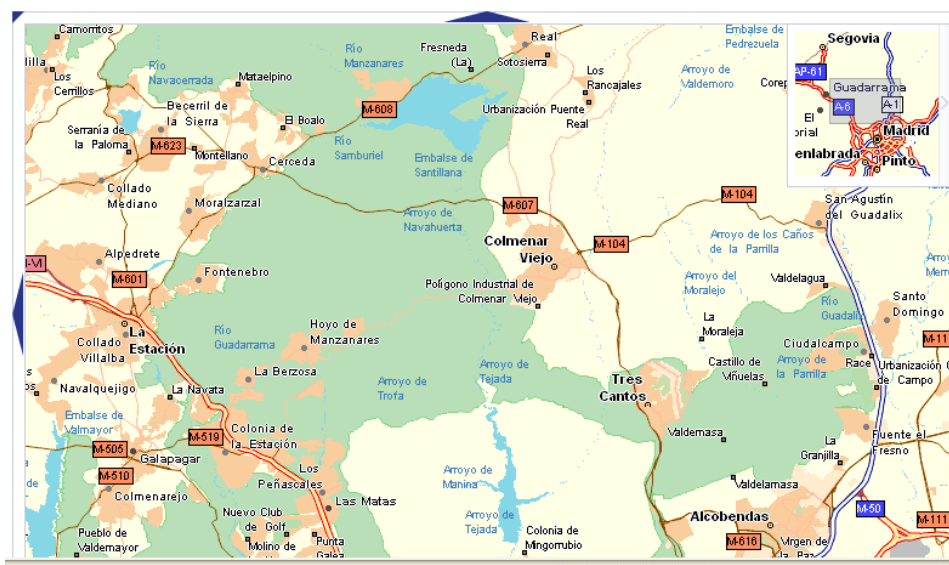 Camorritos
Real
Fresneda
(La)
Sotosierra
Río
Manzanares
Embalse de
Pedrezuela
Segovia
Los
Cerrillos
Río
Navacerrada
Mataelpino
Los
Rancajales
Arroyo de
Valdemoro
AP-61
Guadarrama
A-6
A-1
El
Madrid
enlabrada
Pinto
Becerril de
la Sierra
M-608
Urbanización Puente
Real
El Boalo
Serranía de
la Paloma
M-623
Montellano
Río
Samburiel
Embalse de
Santillana
Cerceda
Collado
Mediano
Moralzarzal
M-607
M-104
San Agustín
del Guadalix
Arroyo de
Navahuerta
Colmenar
Viejo
M-104
Arroyo de los Caños
de la Parrilla
Alpedrete
M-601
Fontenebro
Polígono Industrial de
Colmenar Viejo
Arroyo del
Moralejo
Valdelagua
Río
Guadalix
Santo
Domingo
La
Estación
Collado
Villalba
Río
Guadarrama
Hoyo de
Manzanares
La
Moraleja
Ciudalcampo
Race
M-11
Urbanización
de Campo
Navalquejigo
La Navata
La Berzosa
Arroyo de
Trofa
Arroyo de
Tejada
Tres
Cantos
Castillo de
Viñuelas
Arroyo de
la Parrilla
Embalse de
Valmayor
M-519
Colonia de
la Estación
Valdemasa
Fuente el
Fresno
M-505
Galapagar
La
Granjilla
M-510
Colmenarejo
Los
Peñascales
Las Matas
Arroyo de
Manina
Valdelamasa
Arroyo de
Tejada
Alcobendas
M-50
M-111
Nuevo Club
de Golf
Punta
Pueblo de
Valdemayor
Molino de
Colonia de
Mingorrubio
M-616